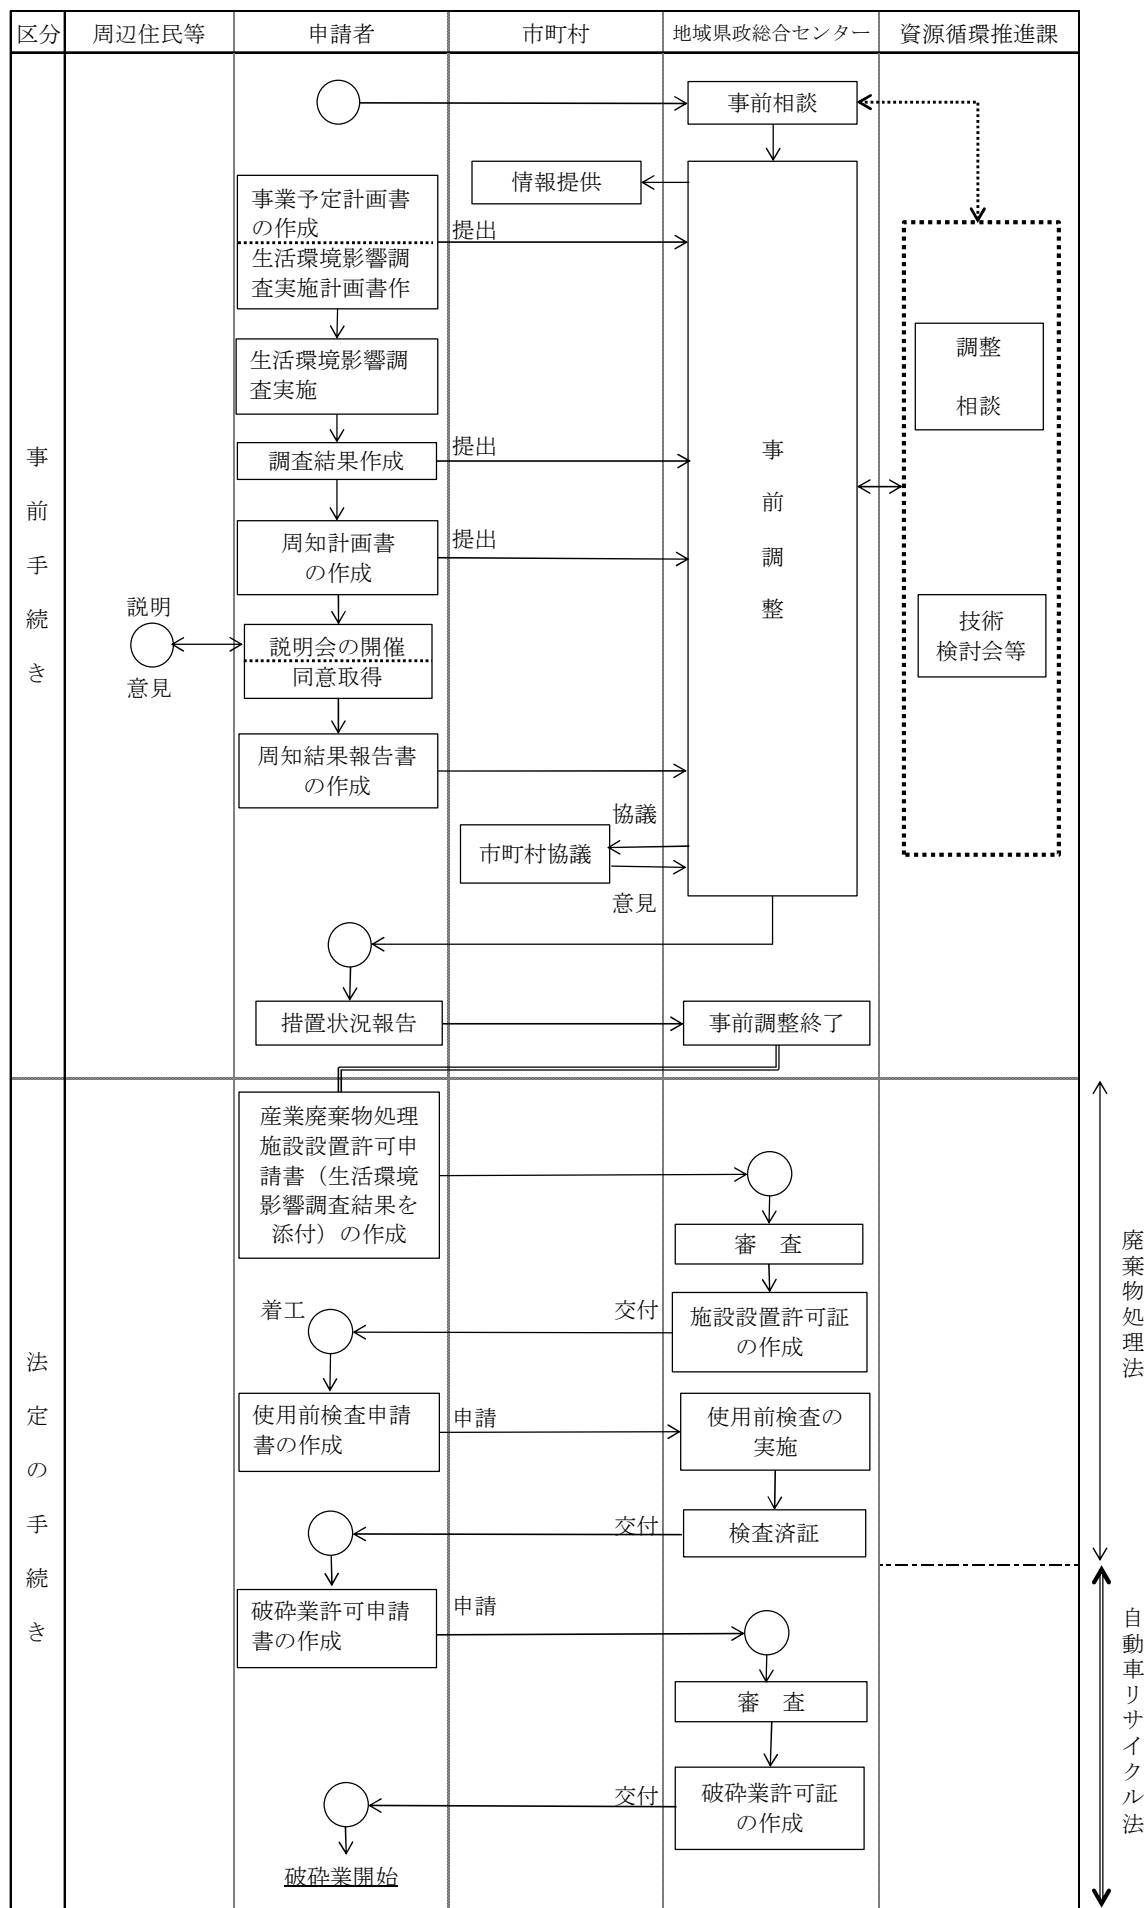 区分 周辺住民等 申請者 市町村 地域県政総合センター 資源循環推進課
事前手続き
事前相談
情報提供
事業予定計画書
の作成
生活環境影響調
査実施計画書作
提出
生活環境影響調
査実施
調整
相談
調査結果作成
提出
事前調整
周知計画書
の作成
提出
技術
検討会等
説明
意見
説明会の開催
同意取得
周知結果報告書
の作成
協議
市町村協議
意見
措置状況報告
事前調整終了
法定の手続き
産業廃棄物処理
施設設置許可申
請書（生活環境
影響調査結果を
添付）の作成
審　査
廃棄物処理法
着工
交付
施設設置許可証
の作成
使用前検査申請
書の作成
申請
使用前検査の
実施
交付
検査済証
破砕業許可申請
書の作成
申請
自動車リサイクル法
審　査
交付
破砕業許可証
の作成
破砕業開始